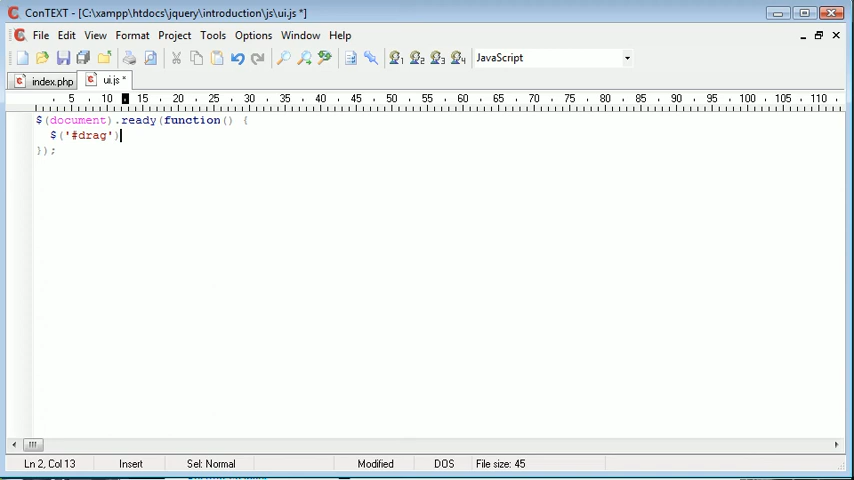 ConTEXT - [C:\xampp\htdocs\jquery\introduction\js\ui.js *]
File Edit View Format Project Tools Options Window Help
JavaScript
index.php ui.js *
5 10 15 20 25 30 35 40 45 50 55 60 65 70 75 80 85 90 95 100 105 110
$(document).ready(function() {
$('#drag')
});
Ln 2, Col 13 Insert Sel: Normal Modified DOS File size: 45